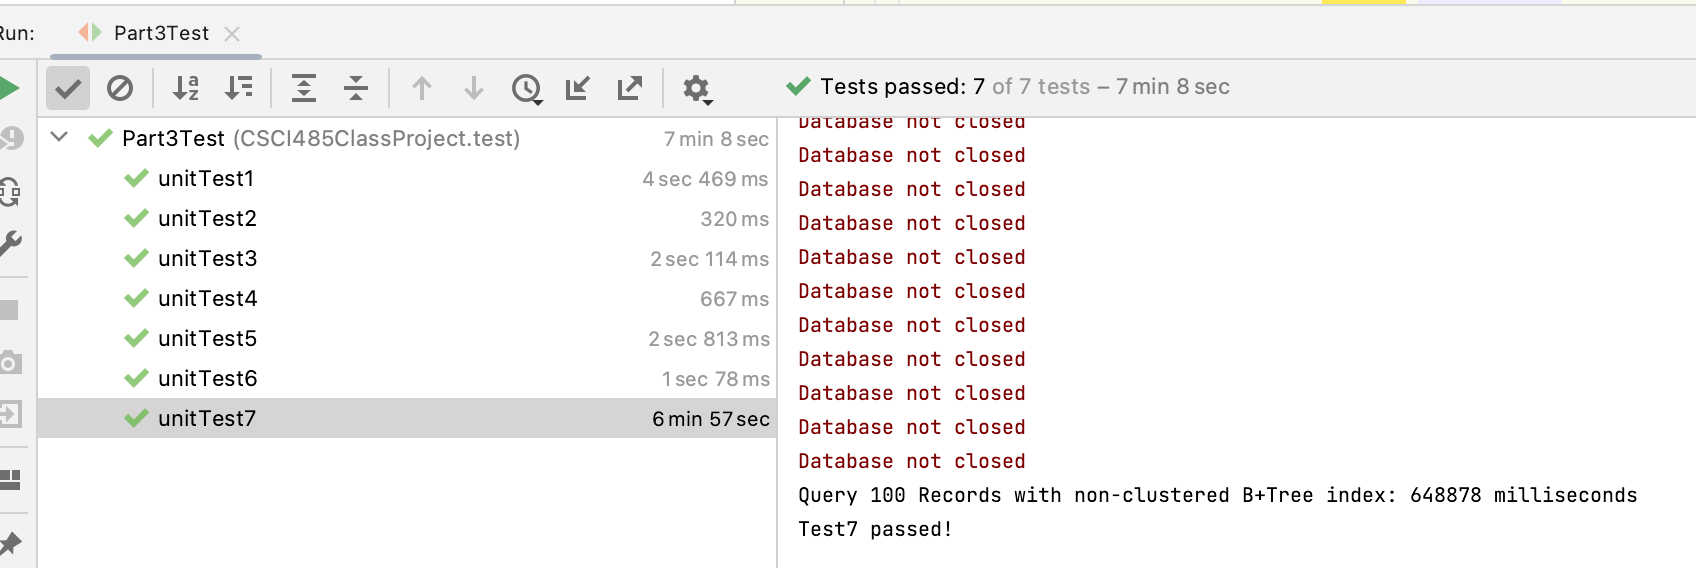 Run:
Part3Test
Tests passed: 7 of 7 tests – 7 min 8 sec
Part3Test (CSCI485ClassProject.test) 7 min 8 sec
unitTest1 4 sec 469 ms
unitTest2 320 ms
unitTest3 2 sec 114 ms
unitTest4 667 ms
unitTest5 2 sec 813 ms
unitTest6 1 sec 78 ms
unitTest7 6 min 57 sec
Database not closed
Database not closed
Database not closed
Database not closed
Database not closed
Database not closed
Database not closed
Database not closed
Database not closed
Database not closed
Database not closed
Query 100 Records with non-clustered B+Tree index: 648878 milliseconds
Test7 passed!